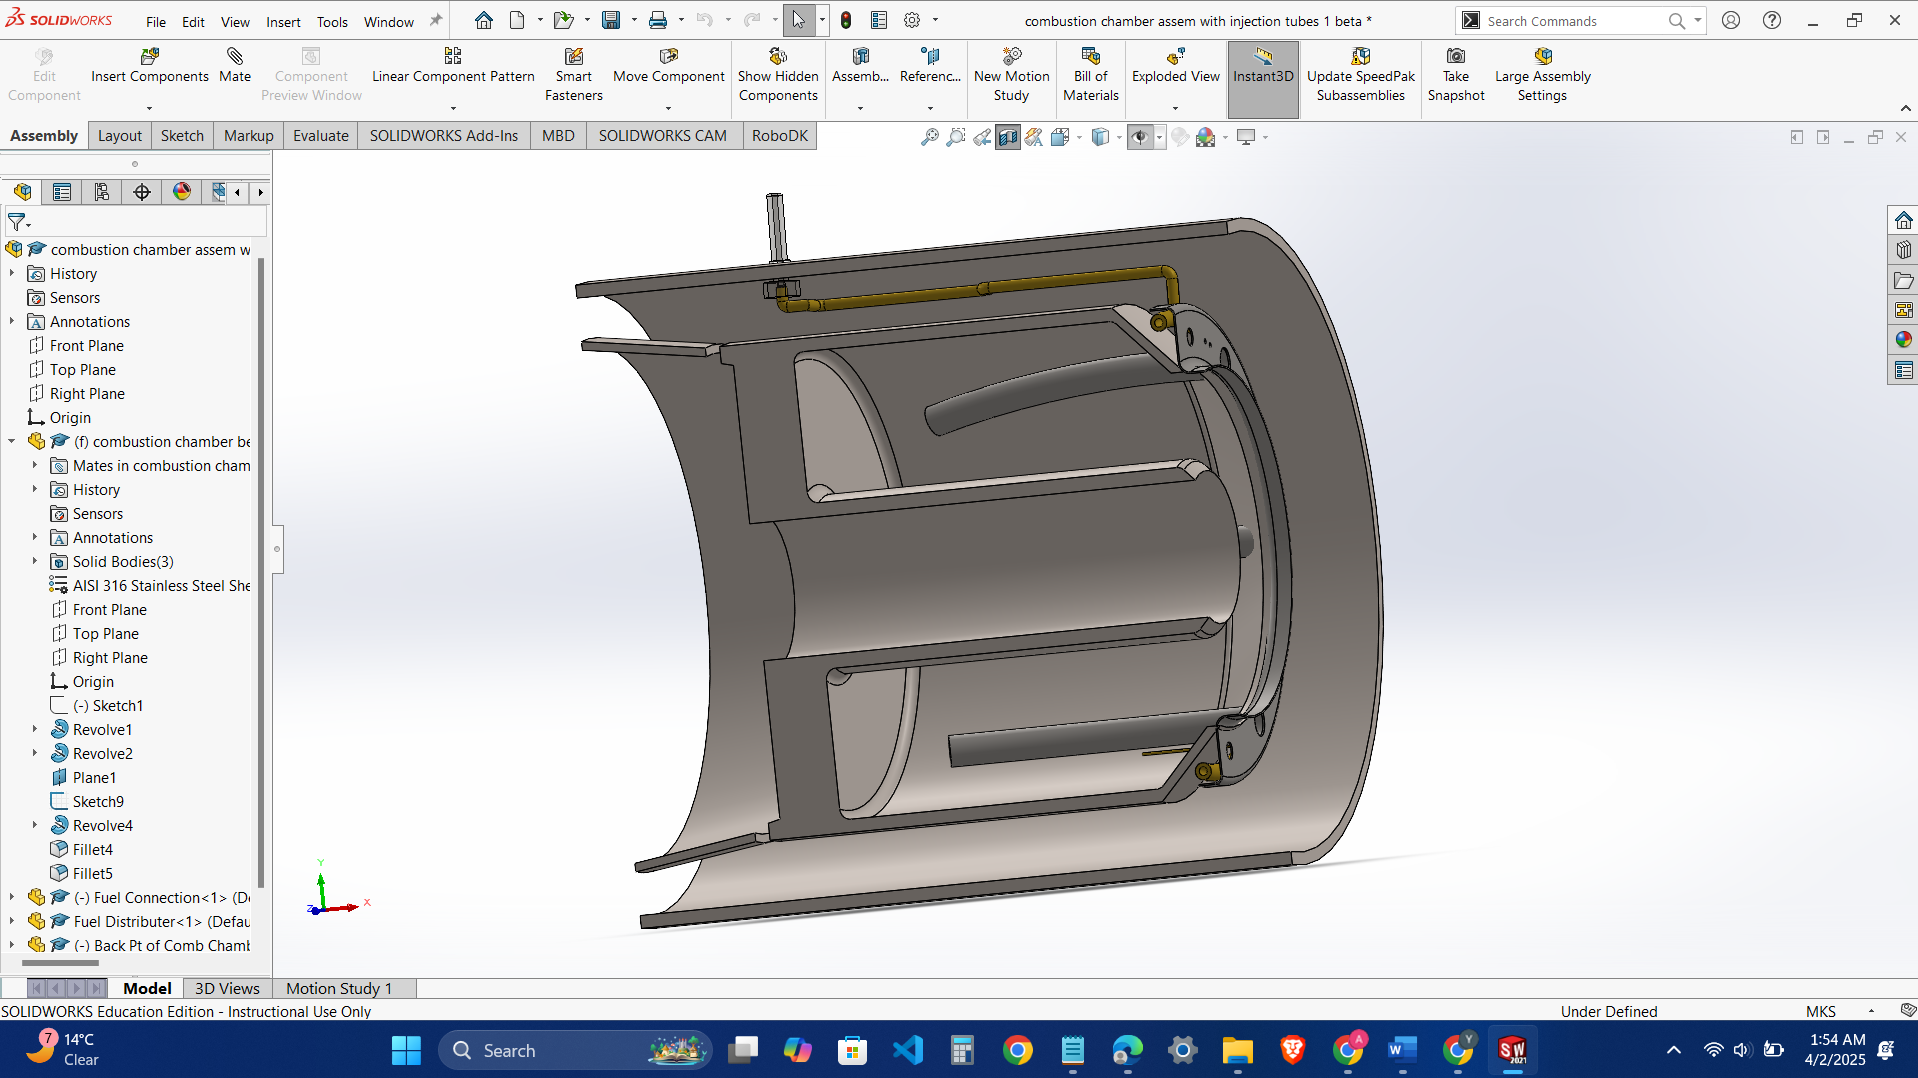 SOLIDWORKS File Edit View Insert Tools Window
combustion chamber assem with injection tubes 1 beta *
Search Commands
Edit Component
Insert Components
Mate
Component Preview Window
Linear Component Pattern
Smart Fasteners
Move Component
Show Hidden Components
Assemb...
Referenc...
New Motion Study
Bill of Materials
Exploded View
Instant3D
Update SpeedPak Subassemblies
Take Snapshot
Large Assembly Settings
Assembly Layout Sketch Markup Evaluate SOLIDWORKS Add-Ins MBD SOLIDWORKS CAM RoboDK
combustion chamber assem w
History
Sensors
Annotations
Front Plane
Top Plane
Right Plane
Origin
(f) combustion chamber be
Mates in combustion cham
History
Sensors
Annotations
Solid Bodies(3)
AISI 316 Stainless Steel She
Front Plane
Top Plane
Right Plane
Origin
(-) Sketch1
Revolve1
Revolve2
Plane1
Sketch9
Revolve4
Fillet4
Fillet5
(-) Fuel Connection<1> (De
Fuel Distributer<1> (Defau
(-) Back Pt of Comb Chamb
Y
X
Z
Model 3D Views Motion Study 1
SOLIDWORKS Education Edition - Instructional Use Only
Under Defined
MKS
7
14°C
Clear
Search
A
Y
W
SW
2021
1:54 AM
4/2/2025